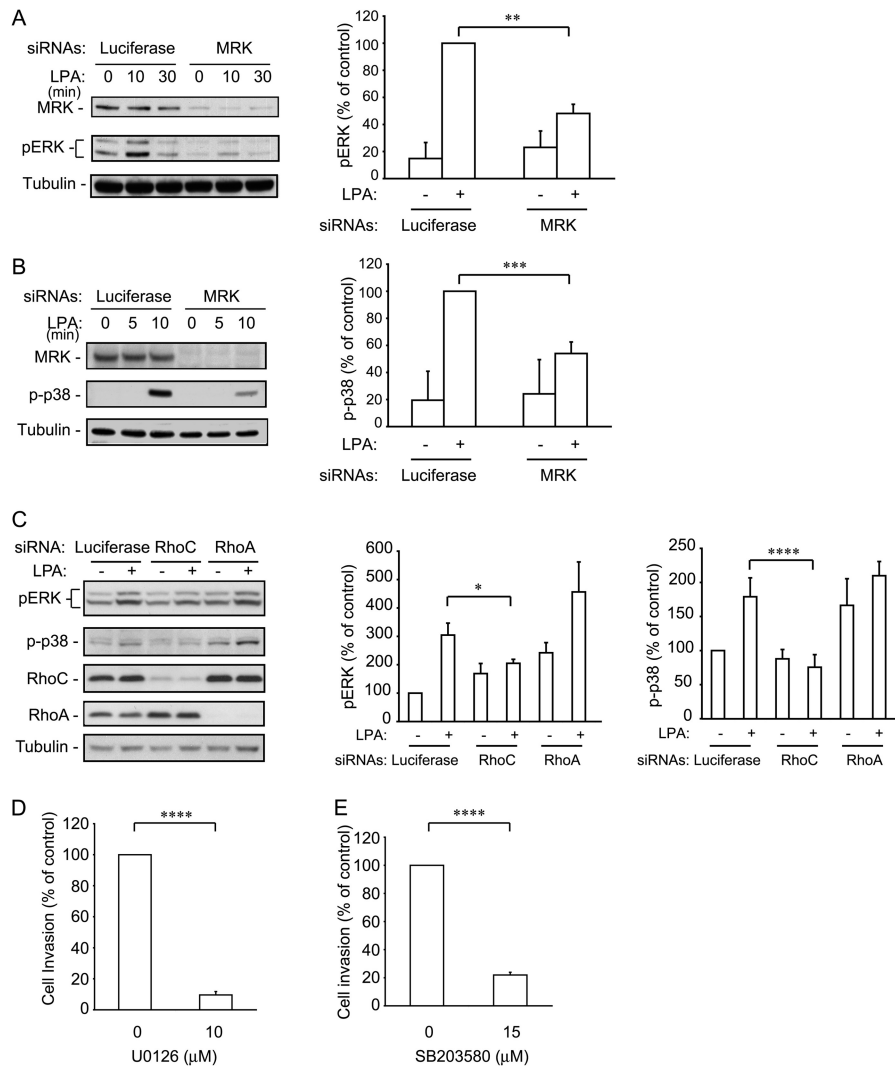 A
siRNAs: Luciferase MRK
LPA: 0 10 30 0 10 30
(min)
MRK -
pERK -
Tubulin -
pERK (% of control)
120
100
80
60
40
20
0
**
LPA: - + - +
siRNAs: Luciferase MRK
B
siRNAs: Luciferase MRK
LPA: 0 5 10 0 5 10
(min)
MRK -
p-p38 -
Tubulin -
p-p38 (% of control)
120
100
80
60
40
20
0
***
LPA: - + - +
siRNAs: Luciferase MRK
C
siRNA: Luciferase RhoC RhoA
LPA: - + - + - +
pERK -
p-p38 -
RhoC -
RhoA -
Tubulin -
pERK (% of control)
600
500
400
300
200
100
0
*
LPA: - + - + - +
siRNAs: Luciferase RhoC RhoA
p-p38 (% of control)
250
200
150
100
50
0
****
LPA: - + - + - +
siRNAs: Luciferase RhoC RhoA
D
Cell Invasion (% of control)
120
100
80
60
40
20
0
****
0 10
U0126 (μM)
E
Cell invasion (% of control)
120
100
80
60
40
20
0
****
0 15
SB203580 (μM)